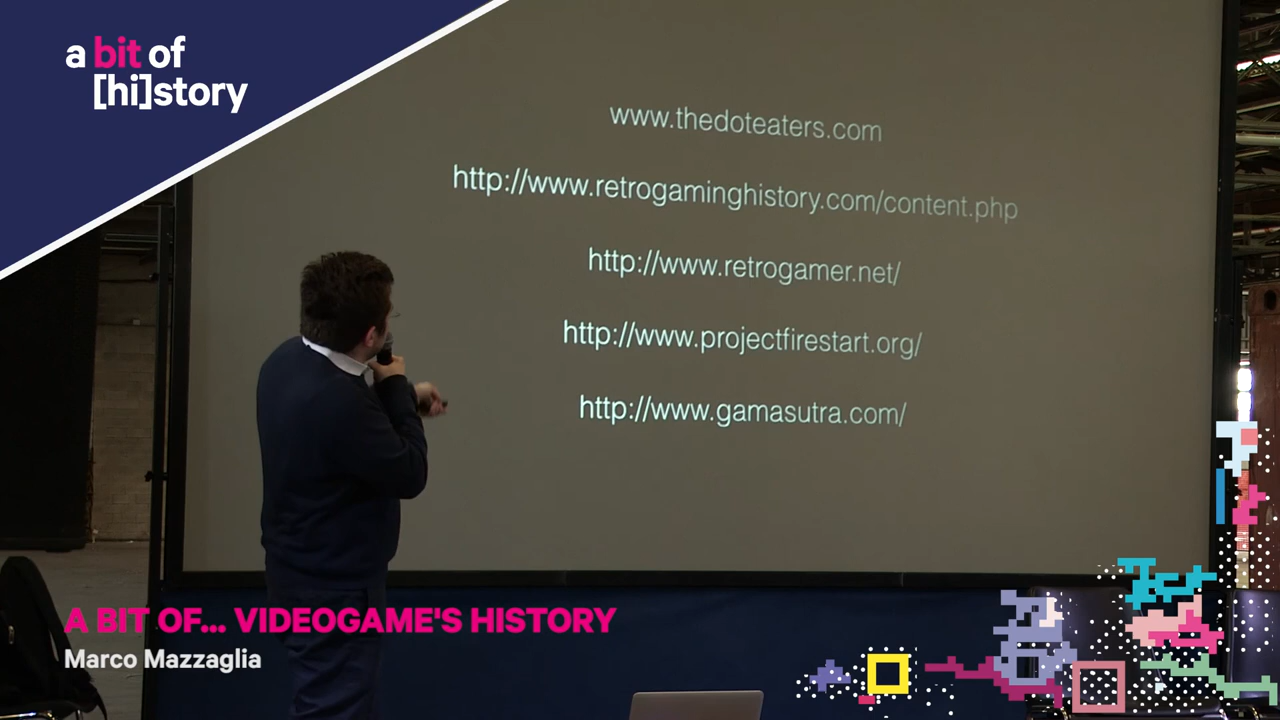 a bit of
[hi]story
www.thedoteaters.com
http://www.retrogaminghistory.com/content.php
http://www.retrogamer.net/
http://www.projectfirestart.org/
http://www.gamasutra.com/
A BIT OF... VIDEOGAME'S HISTORY
Marco Mazzaglia